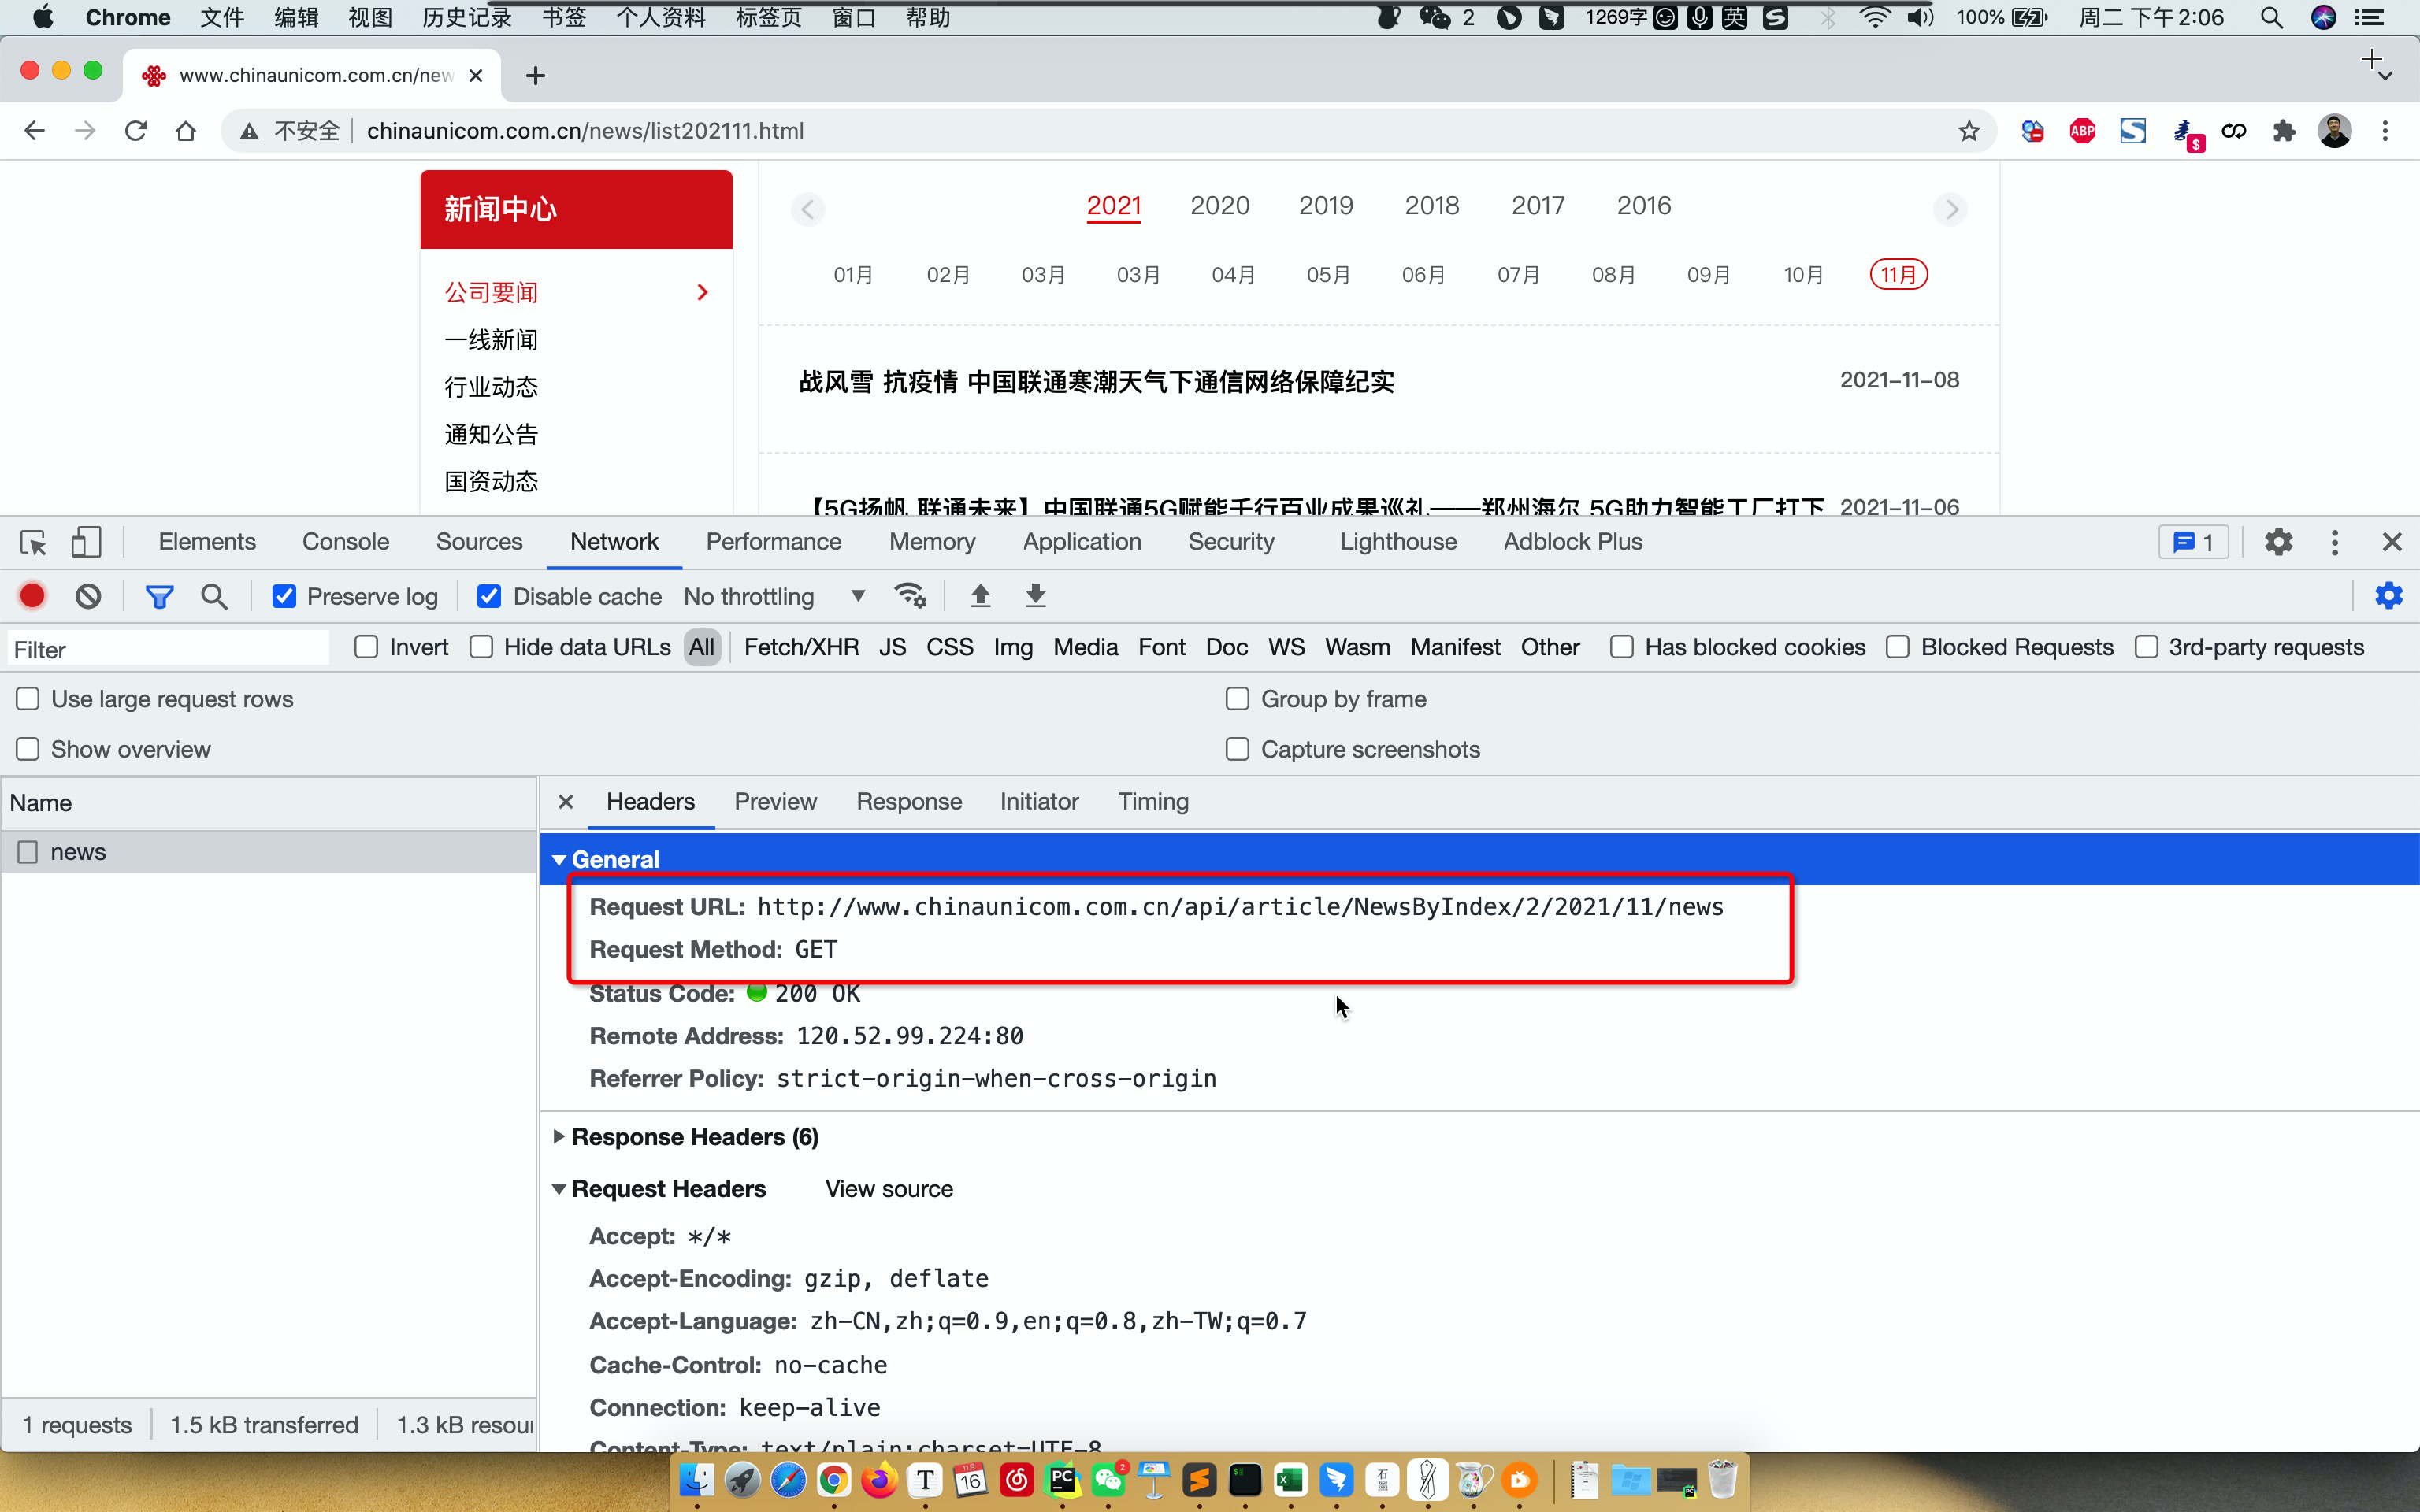 Chrome 文件 编辑 视图 历史记录 书签 个人资料 标签页 窗口 帮助 2 1269字 英 100% 周二 下午2:06
www.chinaunicom.com.cn/new
不安全 chinaunicom.com.cn/news/list202111.html ABP $
新闻中心
公司要闻
一线新闻
行业动态
通知公告
国资动态
2021 2020 2019 2018 2017 2016
01月 02月 03月 03月 04月 05月 06月 07月 08月 09月 10月 11月
战风雪 抗疫情 中国联通寒潮天气下通信网络保障纪实 2021-11-08
【5G扬帆 联通未来】中国联通5G赋能千行百业成果巡礼——郑州海尔 5G助力智能工厂打下 2021-11-06
Elements Console Sources Network Performance Memory Application Security Lighthouse Adblock Plus 1
Preserve log Disable cache No throttling
Filter Invert Hide data URLs All Fetch/XHR JS CSS Img Media Font Doc WS Wasm Manifest Other Has blocked cookies Blocked Requests 3rd-party requests
Use large request rows Group by frame
Show overview Capture screenshots
Name
news
Headers Preview Response Initiator Timing
General
Request URL: http://www.chinaunicom.com.cn/api/article/NewsByIndex/2/2021/11/news
Request Method: GET
Status Code: 200 OK
Remote Address: 120.52.99.224:80
Referrer Policy: strict-origin-when-cross-origin
Response Headers (6)
Request Headers View source
Accept: */*
Accept-Encoding: gzip, deflate
Accept-Language: zh-CN,zh;q=0.9,en;q=0.8,zh-TW;q=0.7
Cache-Control: no-cache
Connection: keep-alive
Content-Type: text/plain;charset=UTF-8
1 requests 1.5 kB transferred 1.3 kB resour
T 11月 16 PC 2 石墨